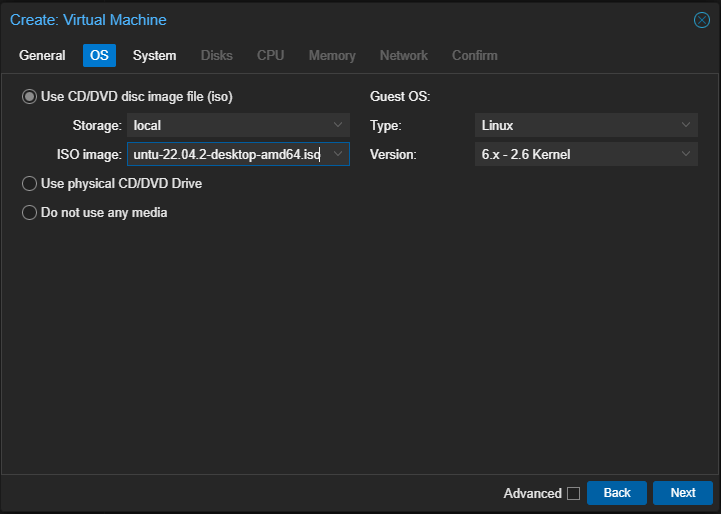 Create: Virtual Machine
General OS System Disks CPU Memory Network Confirm
Use CD/DVD disc image file (iso) Guest OS:
Storage: local Type: Linux
ISO image: untu-22.04.2-desktop-amd64.iso Version: 6.x - 2.6 Kernel
Use physical CD/DVD Drive
Do not use any media
Advanced Back Next